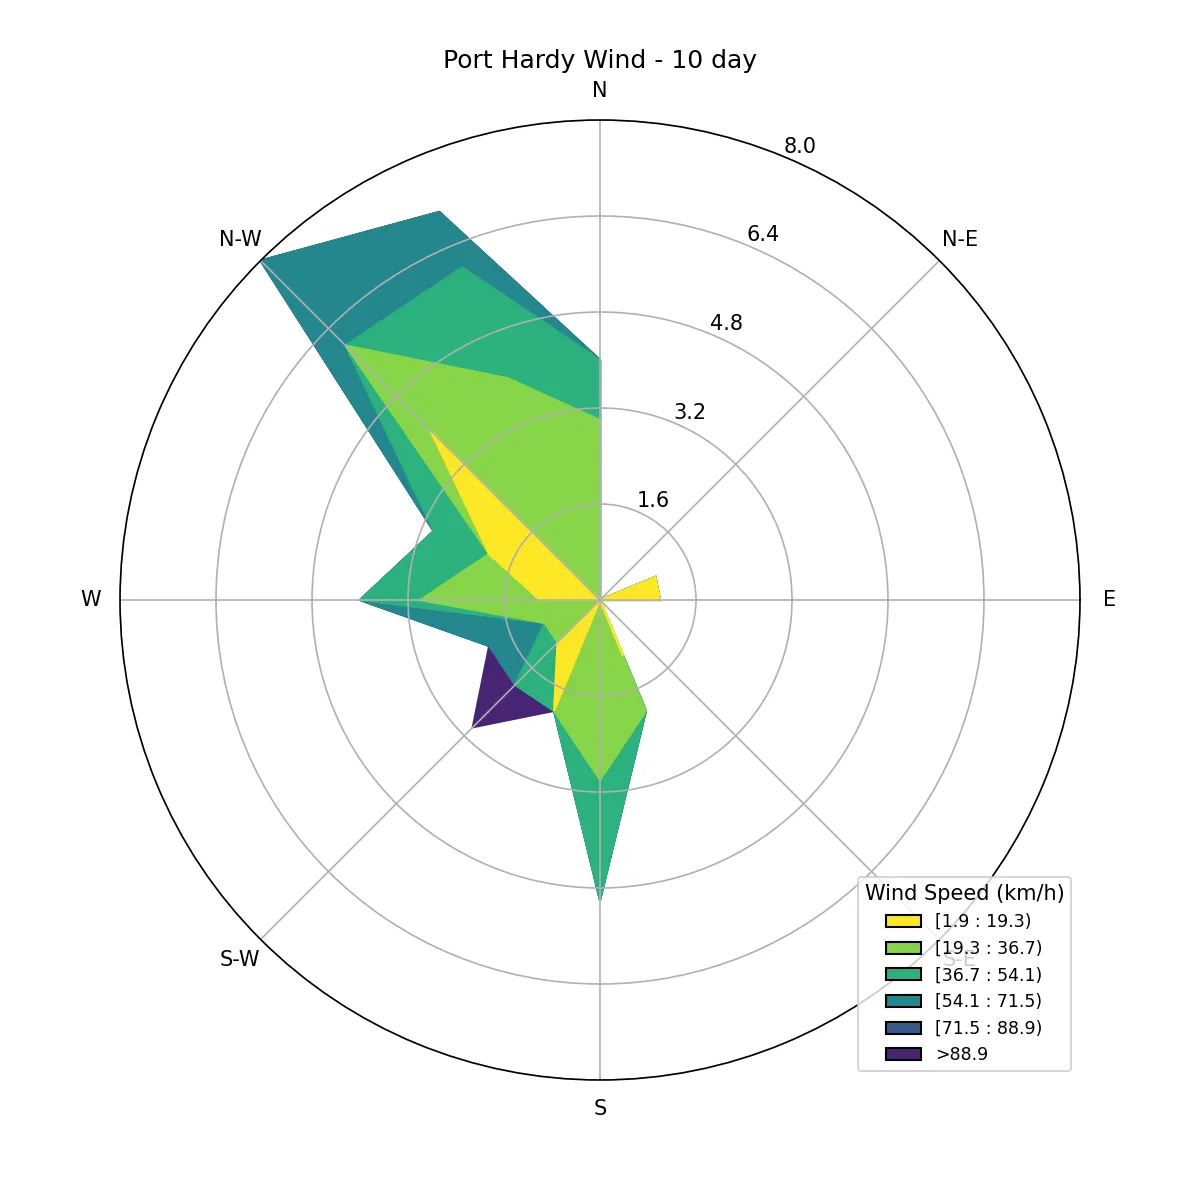 Port Hardy Wind - 10 day
N
8.0
N-W
6.4
N-E
4.8
3.2
1.6
W
E
S-W
S-E
S
Wind Speed (km/h)
[1.9 : 19.3)
[19.3 : 36.7)
[36.7 : 54.1)
[54.1 : 71.5)
[71.5 : 88.9)
>88.9